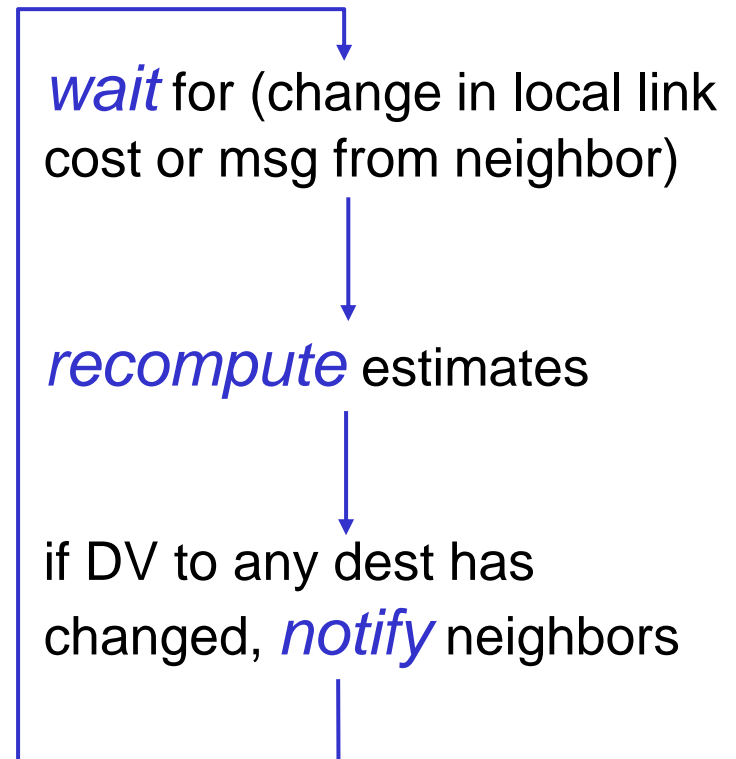 wait for (change in local link
cost or msg from neighbor)
recompute estimates
if DV to any dest has
changed, notify neighbors